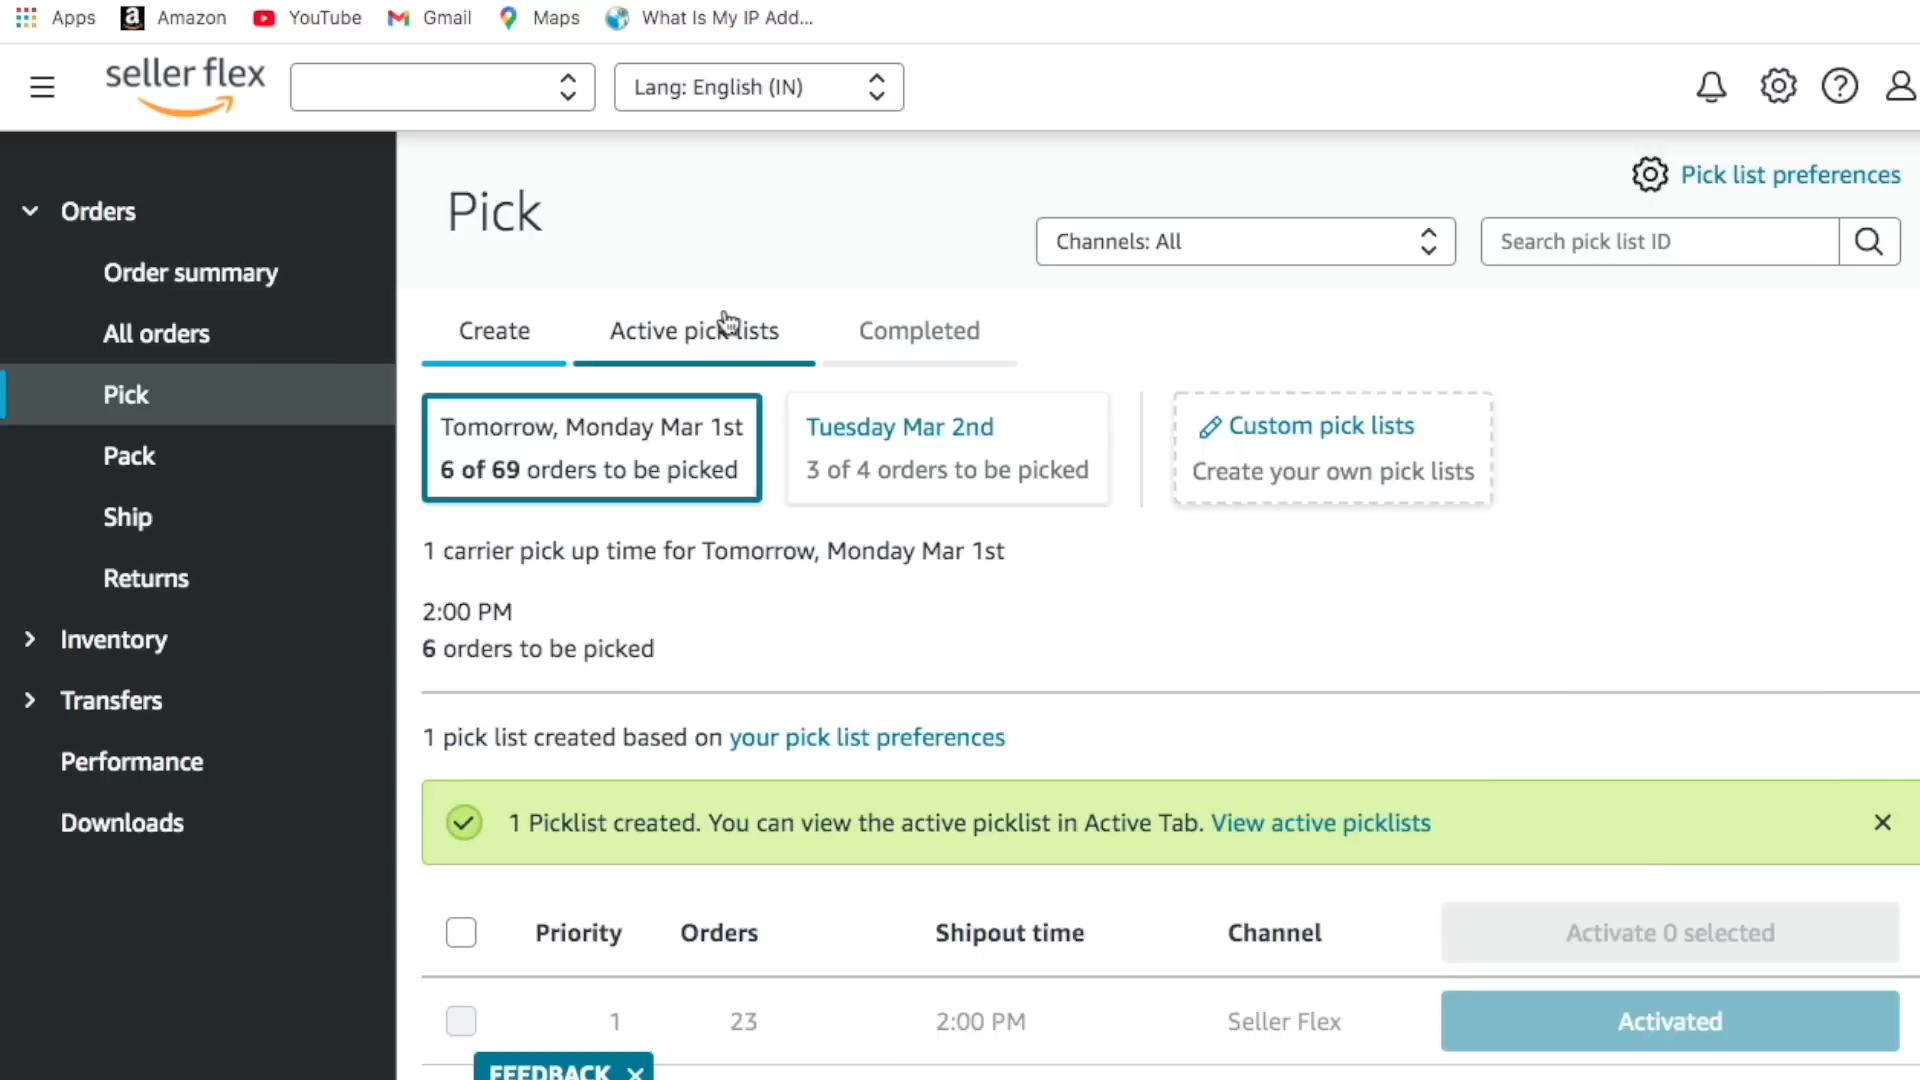 Apps Amazon YouTube Gmail Maps What Is My IP Add...
seller flex Lang: English (IN)
Orders
Order summary
All orders
Pick
Pack
Ship
Returns
Inventory
Transfers
Performance
Downloads
Pick list preferences
Pick
Channels: All Search pick list ID
Create Active pick lists Completed
Tomorrow, Monday Mar 1st
6 of 69 orders to be picked
Tuesday Mar 2nd
3 of 4 orders to be picked
Custom pick lists
Create your own pick lists
1 carrier pick up time for Tomorrow, Monday Mar 1st
2:00 PM
6 orders to be picked
1 pick list created based on your pick list preferences
1 Picklist created. You can view the active picklist in Active Tab. View active picklists
Priority Orders Shipout time Channel Activate 0 selected
1 23 2:00 PM Seller Flex Activated
FEEDBACK